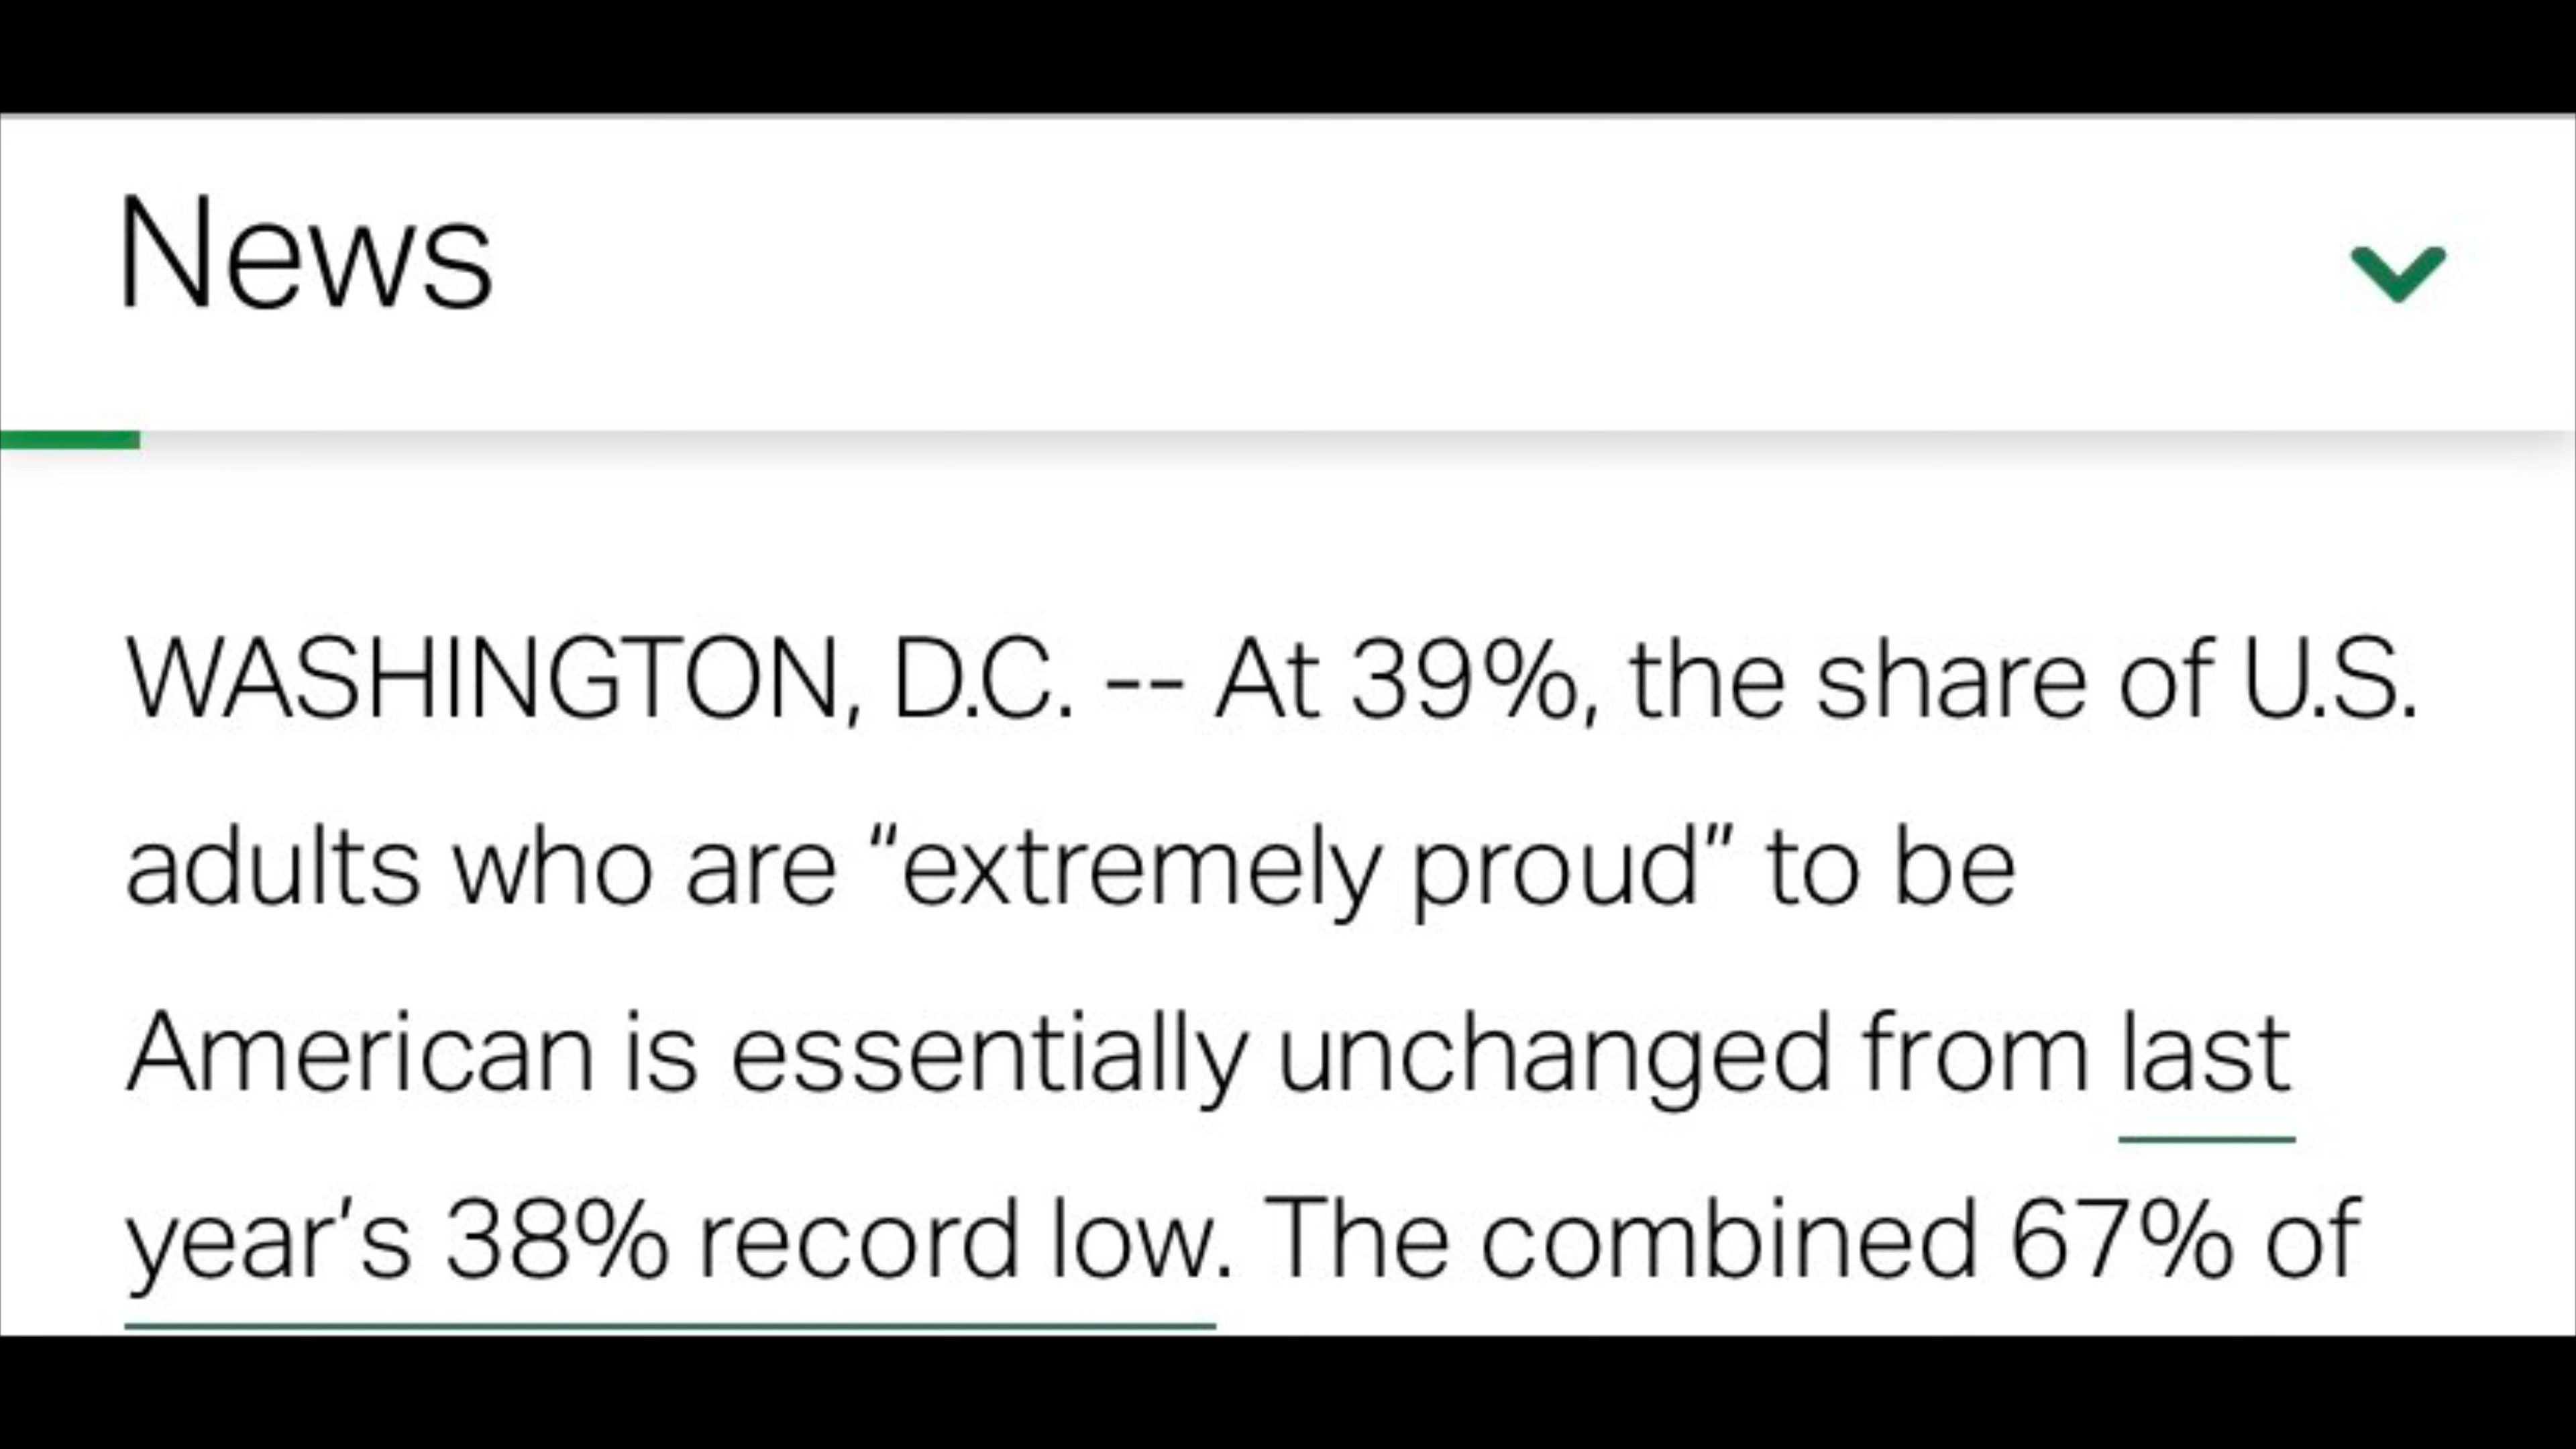 News
WASHINGTON, D.C. -- At 39%, the share of U.S.
adults who are “extremely proud” to be
American is essentially unchanged from last
year’s 38% record low. The combined 67% of